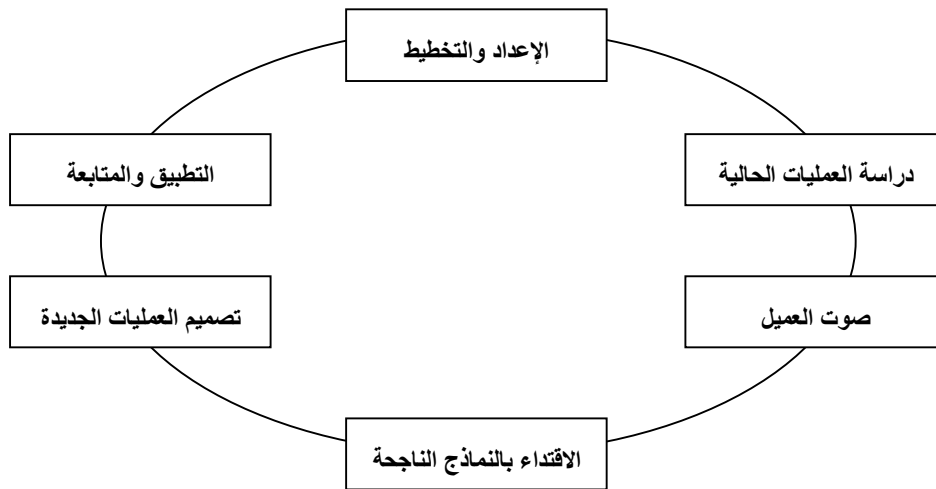 الإعداد والتخطيط
دراسة العمليات الحالية
التطبيق والمتابعة
صوت العميل
تصميم العمليات الجديدة
الاقتداء بالنماذج الناجحة